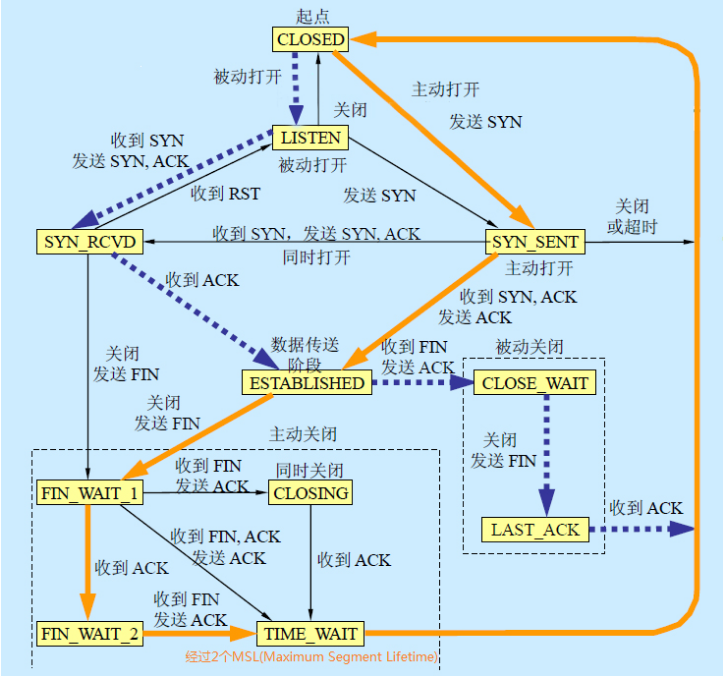 起点
CLOSED
被动打开
主动打开
关闭
发送 SYN
收到 SYN
发送 SYN, ACK
LISTEN
被动打开
收到 RST
发送 SYN
关闭
或超时
SYN_RCVD
收到 SYN，发送 SYN, ACK
SYN_SENT
同时打开
主动打开
收到 ACK
收到 SYN, ACK
发送 ACK
数据传送
阶段
收到 FIN
发送 ACK
被动关闭
关闭
发送 FIN
ESTABLISHED
CLOSE_WAIT
关闭
发送 FIN
主动关闭
关闭
发送 FIN
收到 FIN
发送 ACK
同时关闭
FIN_WAIT_1
CLOSING
收到 ACK
LAST_ACK
收到 FIN, ACK
发送 ACK
收到 ACK
收到 ACK
收到 FIN
发送 ACK
FIN_WAIT_2
TIME_WAIT
经过2个MSL(Maximum Segment Lifetime)